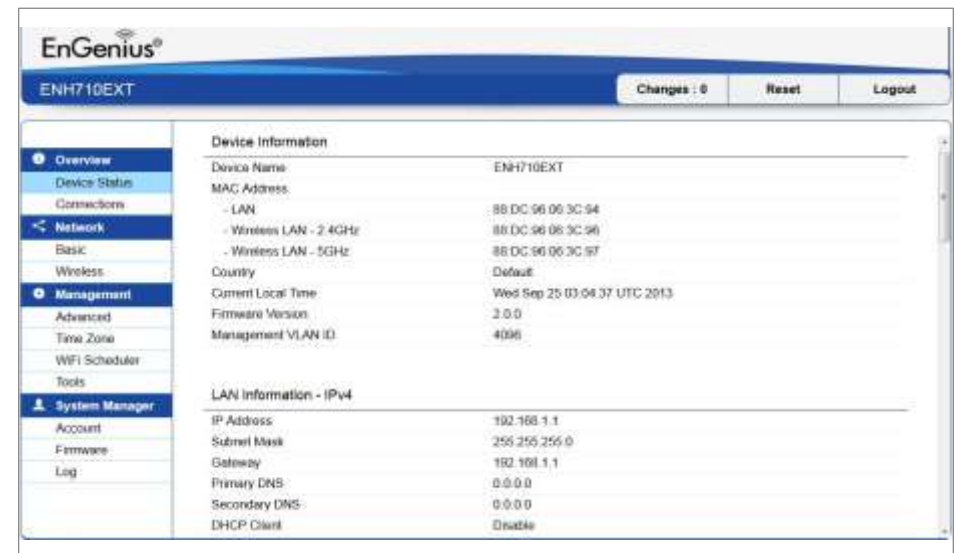 EnGenius®
ENH710EXT
Changes : 0 Reset Logout
Overview
Device Status
Connections
Network
Basic
Wireless
Management
Advanced
Time Zone
WiFi Scheduler
Tools
System Manager
Account
Firmware
Log
Device Information
Device Name ENH710EXT
MAC Address
- LAN 88:DC:96:06:3C:94
- Wireless LAN - 2.4GHz 88:DC:96:06:3C:96
- Wireless LAN - 5GHz 88:DC:96:06:3C:97
Country Default
Current Local Time Wed Sep 25 03:04:37 UTC 2013
Firmware Version 2.0.0
Management VLAN ID 4096
LAN Information - IPv4
IP Address 192.168.1.1
Subnet Mask 255.255.255.0
Gateway 192.168.1.1
Primary DNS 0.0.0.0
Secondary DNS 0.0.0.0
DHCP Client Disable